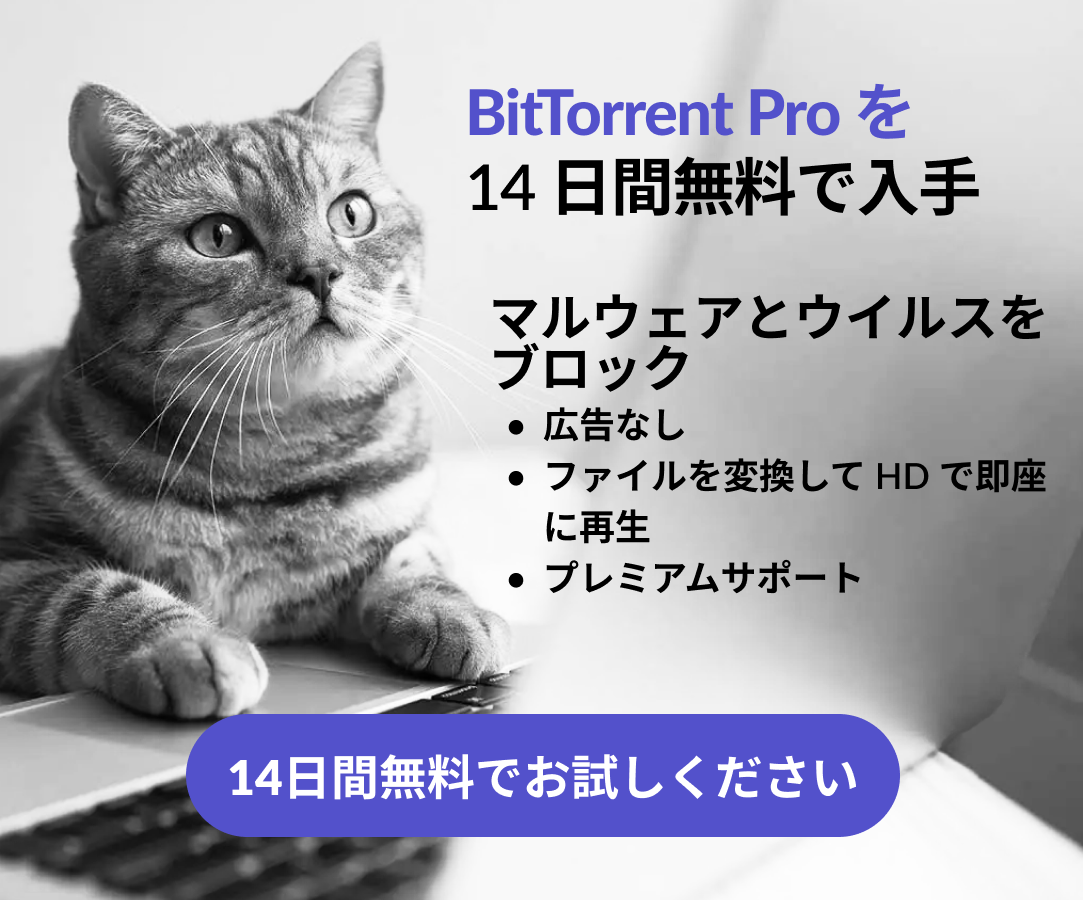 BitTorrent Pro を
14 日間無料で入手
マルウェアとウイルスを
ブロック
• 広告なし
• ファイルを変換して HD で即座
に再生
• プレミアムサポート
14日間無料でお試しください